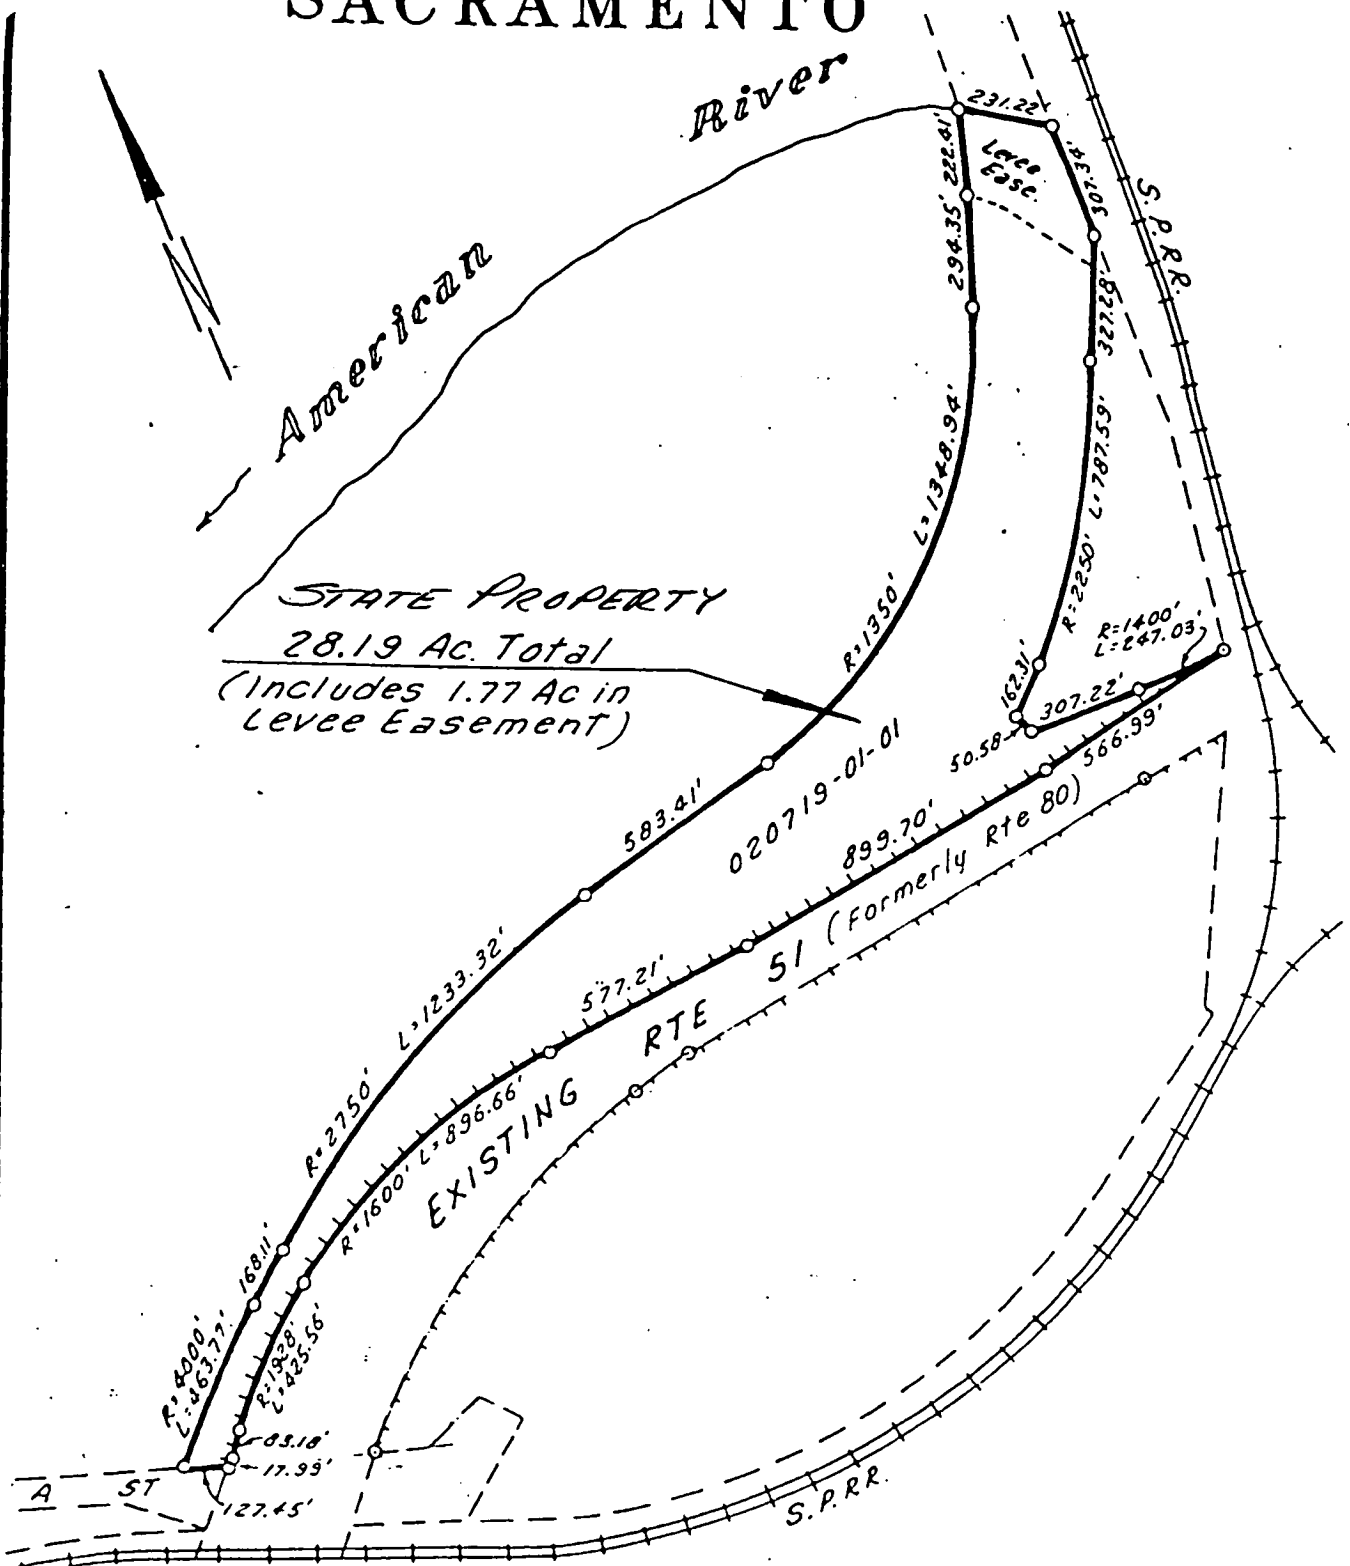 SACRAMENTO
River
American
N
231.22'
222.41'
Levee
Ease.
307.34'
S.P.R.R.
294.35'
327.28'
L=1348.94'
R=1350'
L=787.59'
R=2250'
STATE PROPERTY
28.19 Ac. Total
(Includes 1.77 Ac in
Levee Easement)
R=1400'
L=247.03'
162.31'
307.22'
50.58
566.99'
583.41'
020719-01-01
899.70'
EXISTING RTE 51 (Formerly Rte 80)
577.21'
L=1233.32'
R=2750'
L=896.66'
R=1600'
168.11'
R=4000'
L=463.77'
R=1928'
L=425.56'
83.18'
17.99'
127.45'
A ST
S.P.R.R.